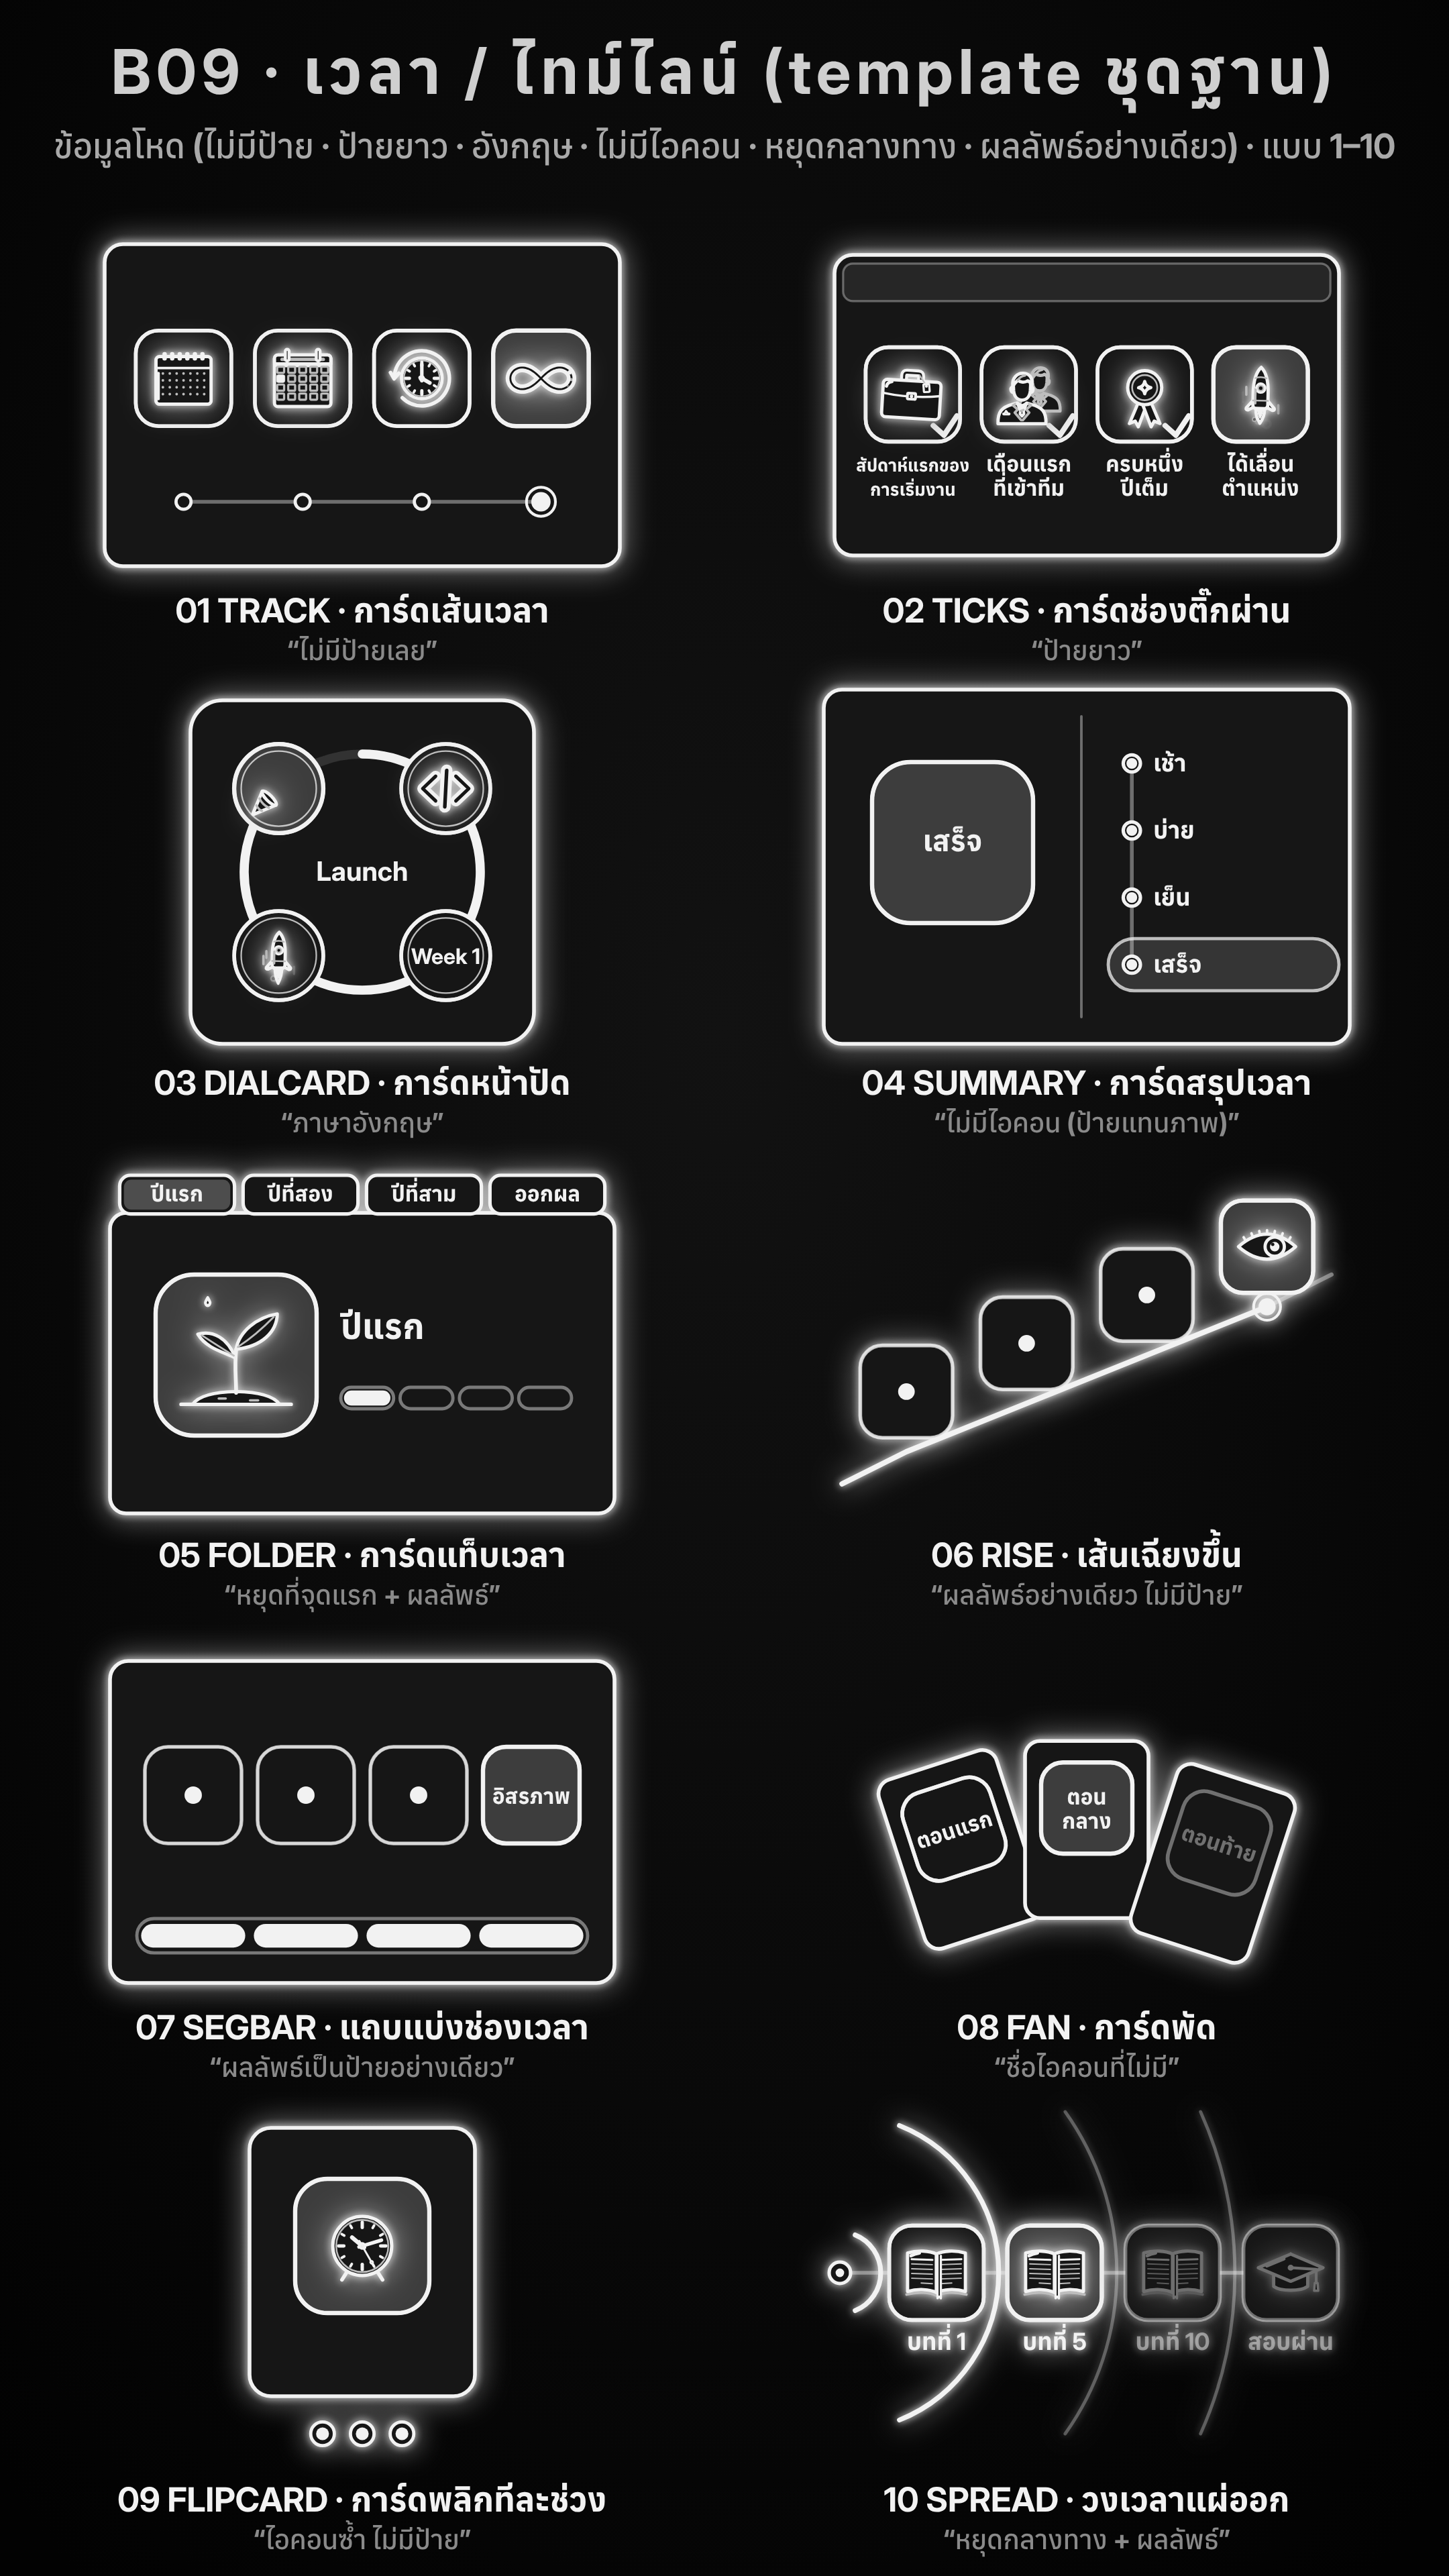 B09 · เวลา / ไทม์ไลน์ (template ชุดฐาน)
ข้อมูลโหด (ไม่มีป้าย · ป้ายยาว · อังกฤษ · ไม่มีไอคอน · หยุดกลางทาง · ผลลัพธ์อย่างเดียว) · แบบ 1–10
01 TRACK · การ์ดเส้นเวลา
“ไม่มีป้ายเลย”
สัปดาห์แรกของ
การเริ่มงาน
เดือนแรก
ที่เข้าทีม
ครบหนึ่ง
ปีเต็ม
ได้เลื่อน
ตำแหน่ง
02 TICKS · การ์ดช่องติ๊กผ่าน
“ป้ายยาว”
Launch
Week 1
03 DIALCARD · การ์ดหน้าปัด
“ภาษาอังกฤษ”
เสร็จ
เช้า
บ่าย
เย็น
เสร็จ
04 SUMMARY · การ์ดสรุปเวลา
“ไม่มีไอคอน (ป้ายแทนภาพ)”
ปีแรก
ปีที่สอง
ปีที่สาม
ออกผล
ปีแรก
05 FOLDER · การ์ดแท็บเวลา
“หยุดที่จุดแรก + ผลลัพธ์”
06 RISE · เส้นเฉียงขึ้น
“ผลลัพธ์อย่างเดียว ไม่มีป้าย”
อิสรภาพ
07 SEGBAR · แถบแบ่งช่องเวลา
“ผลลัพธ์เป็นป้ายอย่างเดียว”
ตอนแรก
ตอน
กลาง
ตอนท้าย
08 FAN · การ์ดพัด
“ชื่อไอคอนที่ไม่มี”
09 FLIPCARD · การ์ดพลิกทีละช่วง
“ไอคอนซ้ำ ไม่มีป้าย”
บทที่ 1
บทที่ 5
บทที่ 10
สอบผ่าน
10 SPREAD · วงเวลาแผ่ออก
“หยุดกลางทาง + ผลลัพธ์”